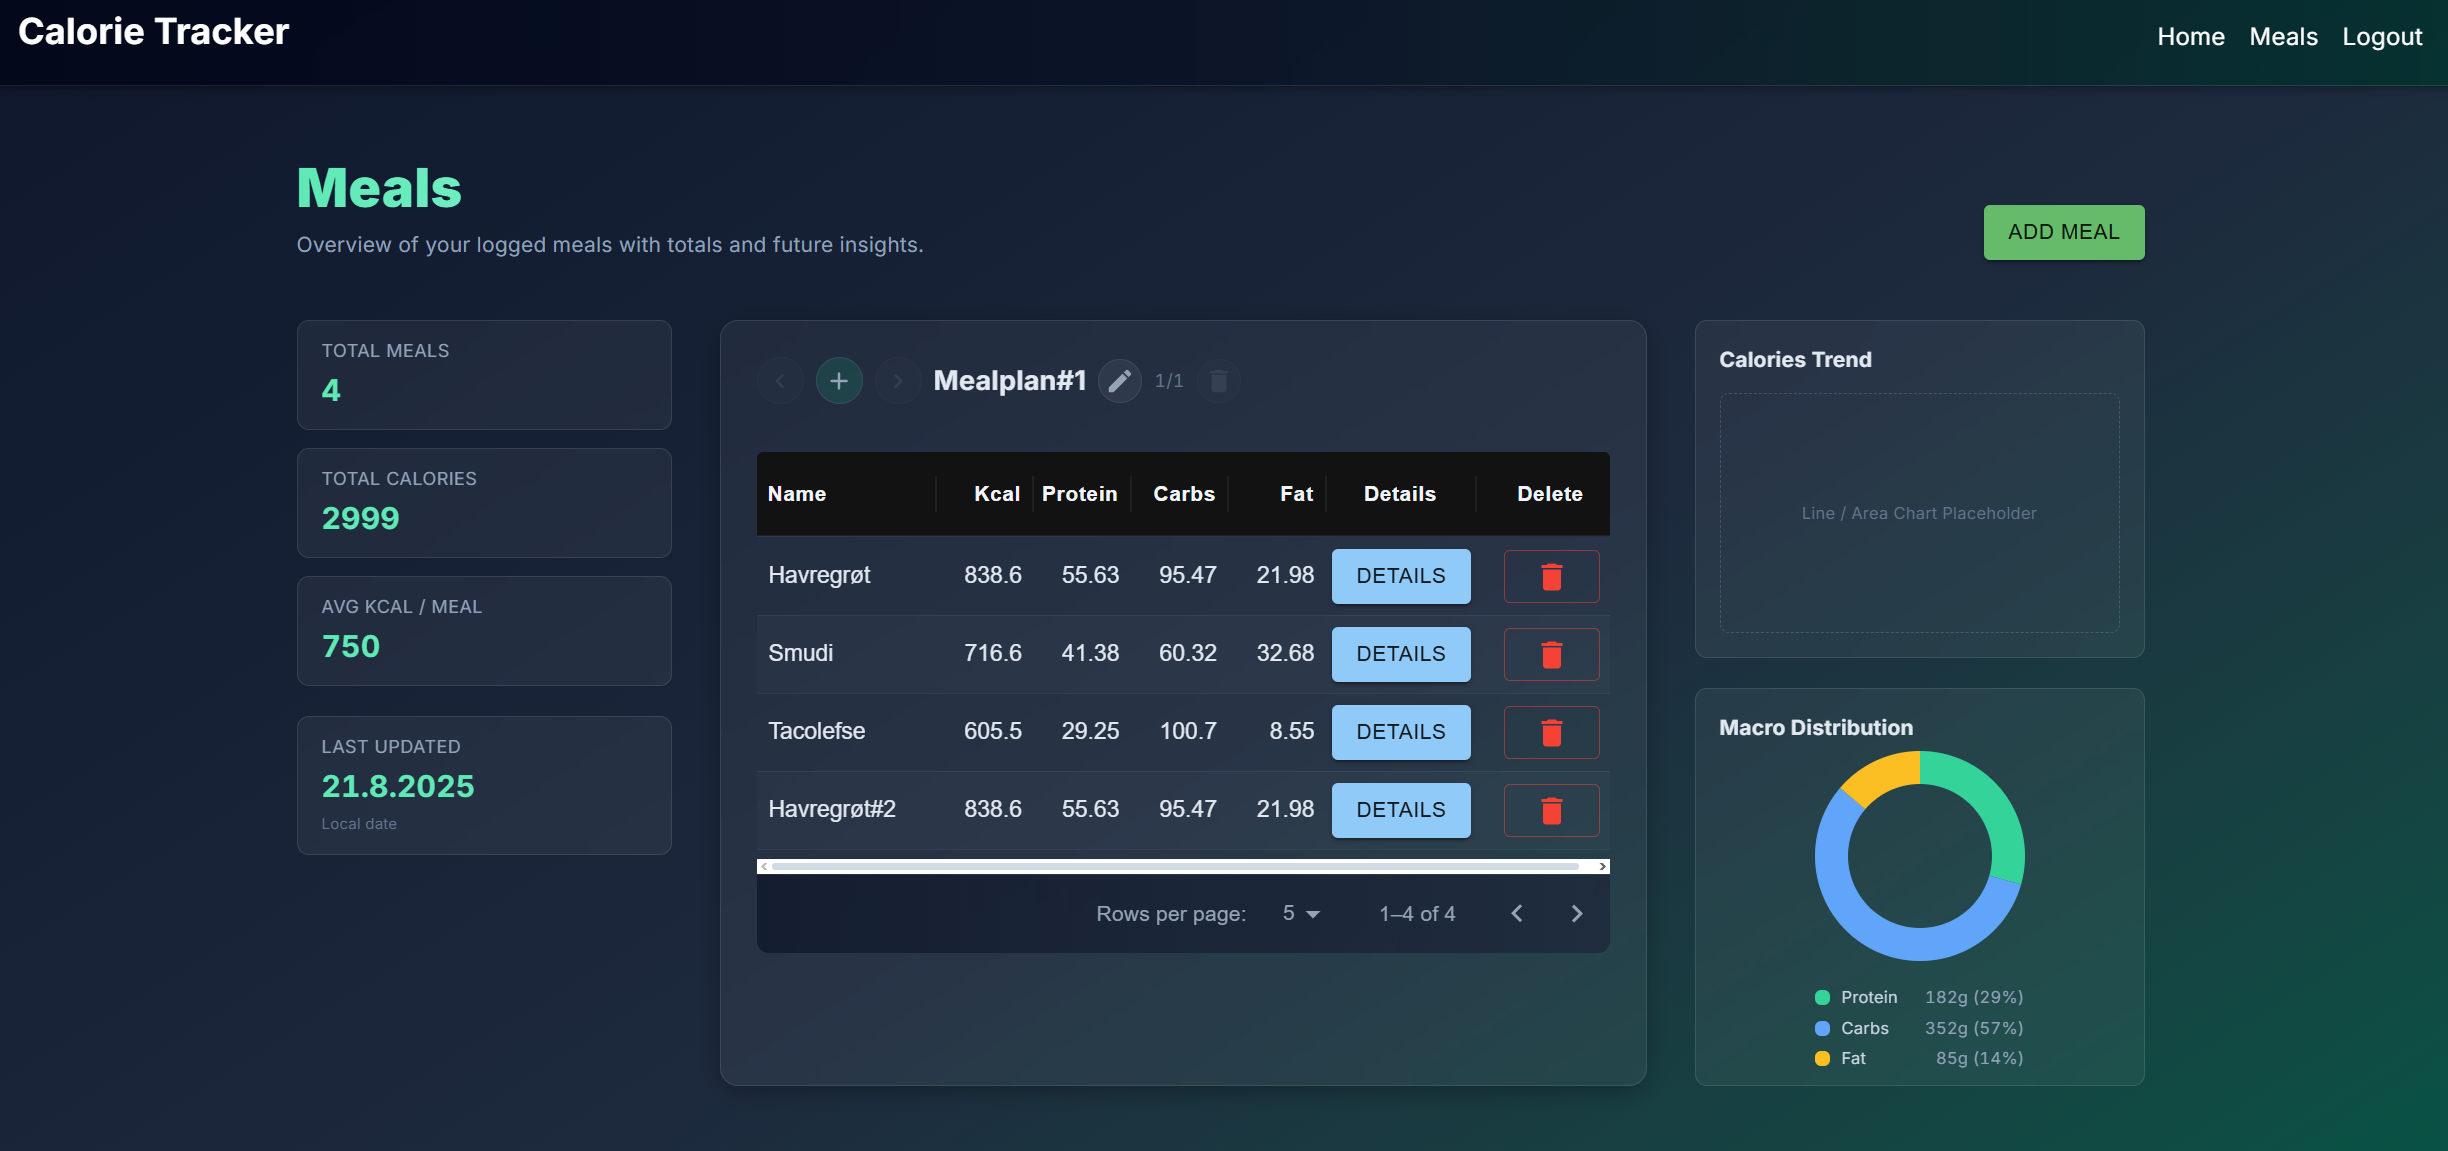 Calorie Tracker
Home Meals Logout
Meals
Overview of your logged meals with totals and future insights.
ADD MEAL
TOTAL MEALS
4
TOTAL CALORIES
2999
AVG KCAL / MEAL
750
LAST UPDATED
21.8.2025
Local date
Mealplan#1 1/1
Name Kcal Protein Carbs Fat Details Delete
Havregrøt 838.6 55.63 95.47 21.98 DETAILS
Smudi 716.6 41.38 60.32 32.68 DETAILS
Tacolefse 605.5 29.25 100.7 8.55 DETAILS
Havregrøt#2 838.6 55.63 95.47 21.98 DETAILS
Rows per page: 5 1–4 of 4
Calories Trend
Line / Area Chart Placeholder
Macro Distribution
Protein 182g (29%)
Carbs 352g (57%)
Fat 85g (14%)